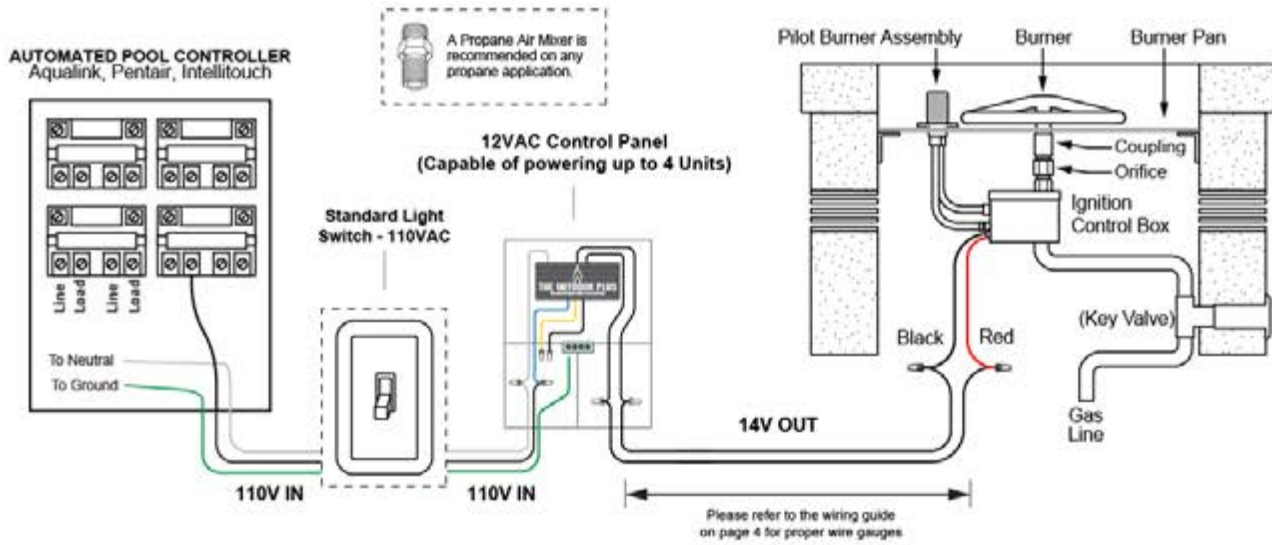 AUTOMATED POOL CONTROLLER
Aqualink, Pentair, Intellitouch
Line
Load
Line
Load
To Neutral
To Ground
110V IN
A Propane Air Mixer is
recommended on any
propane application.
Standard Light
Switch - 110VAC
12VAC Control Panel
(Capable of powering up to 4 Units)
THE OUTDOOR PLUS
110V IN
14V OUT
Please refer to the wiring guide
on page 4 for proper wire gauges
Pilot Burner Assembly
Burner
Burner Pan
Coupling
Orifice
Ignition
Control Box
Black
Red
(Key Valve)
Gas
Line